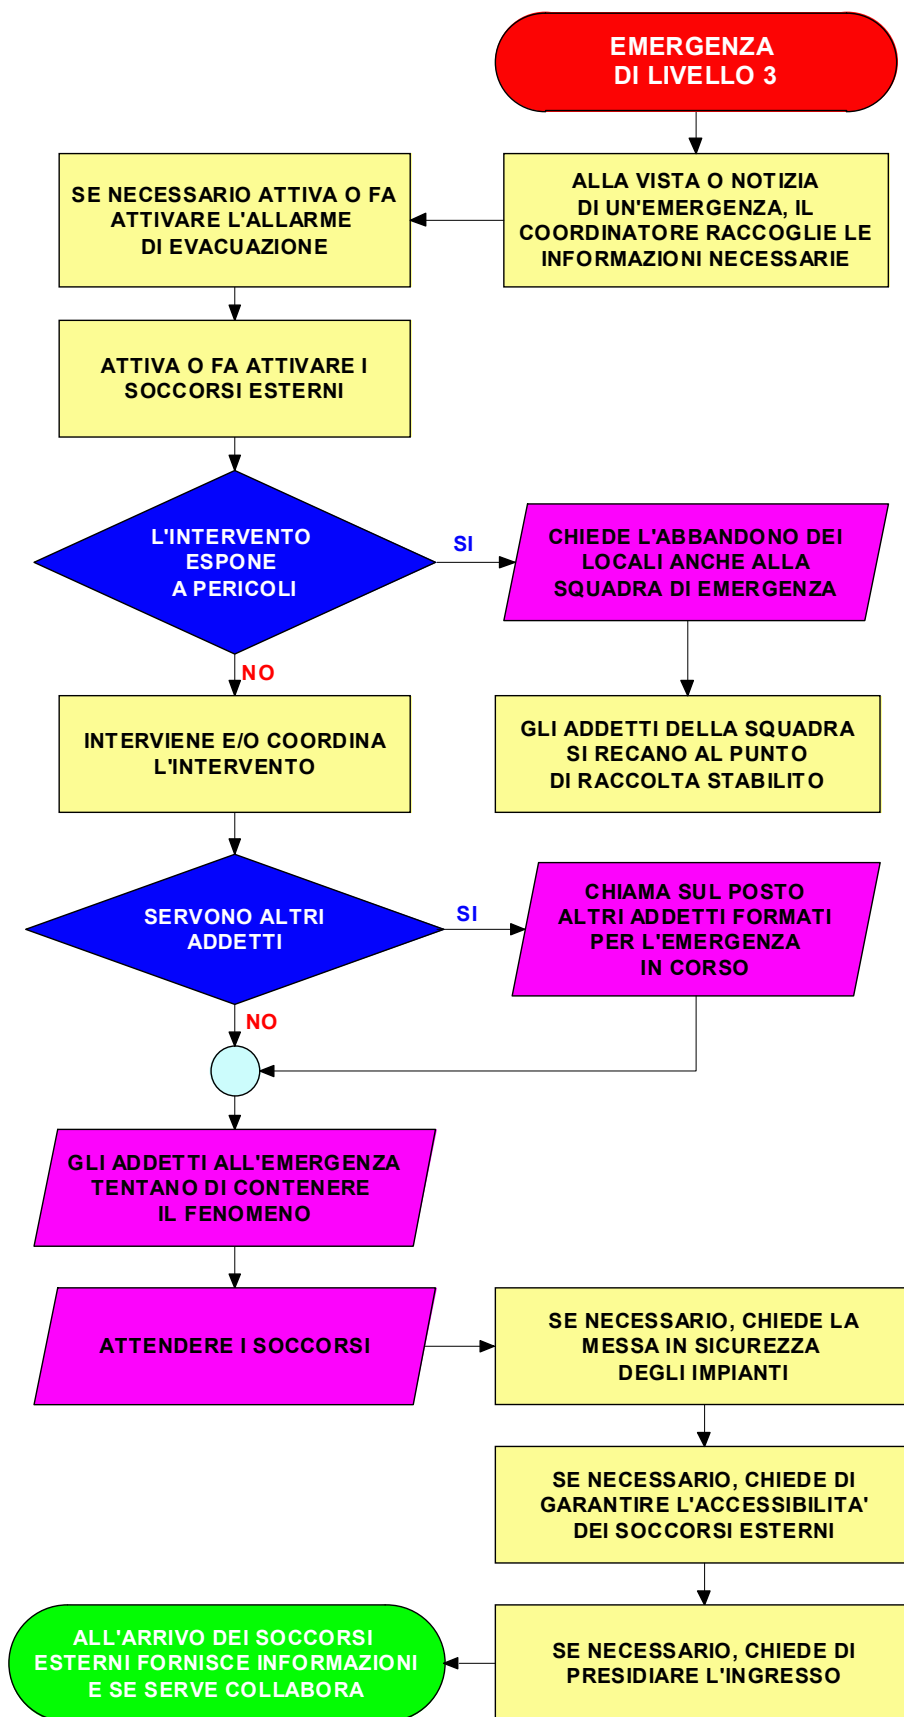 EMERGENZA
DI LIVELLO 3
ALLA VISTA O NOTIZIA
DI UN'EMERGENZA, IL
COORDINATORE RACCOGLIE LE
INFORMAZIONI NECESSARIE
SE NECESSARIO ATTIVA O FA
ATTIVARE L'ALLARME
DI EVACUAZIONE
ATTIVA O FA ATTIVARE I
SOCCORSI ESTERNI
L'INTERVENTO
ESPONE
A PERICOLI
SI
CHIEDE L'ABBANDONO DEI
LOCALI ANCHE ALLA
SQUADRA DI EMERGENZA
GLI ADDETTI DELLA SQUADRA
SI RECANO AL PUNTO
DI RACCOLTA STABILITO
NO
INTERVIENE E/O COORDINA
L'INTERVENTO
SERVONO ALTRI
ADDETTI
SI
CHIAMA SUL POSTO
ALTRI ADDETTI FORMATI
PER L'EMERGENZA
IN CORSO
NO
GLI ADDETTI ALL'EMERGENZA
TENTANO DI CONTENERE
IL FENOMENO
ATTENDERE I SOCCORSI
SE NECESSARIO, CHIEDE LA
MESSA IN SICUREZZA
DEGLI IMPIANTI
SE NECESSARIO, CHIEDE DI
GARANTIRE L'ACCESSIBILITA'
DEI SOCCORSI ESTERNI
SE NECESSARIO, CHIEDE DI
PRESIDIARE L'INGRESSO
ALL'ARRIVO DEI SOCCORSI
ESTERNI FORNISCE INFORMAZIONI
E SE SERVE COLLABORA